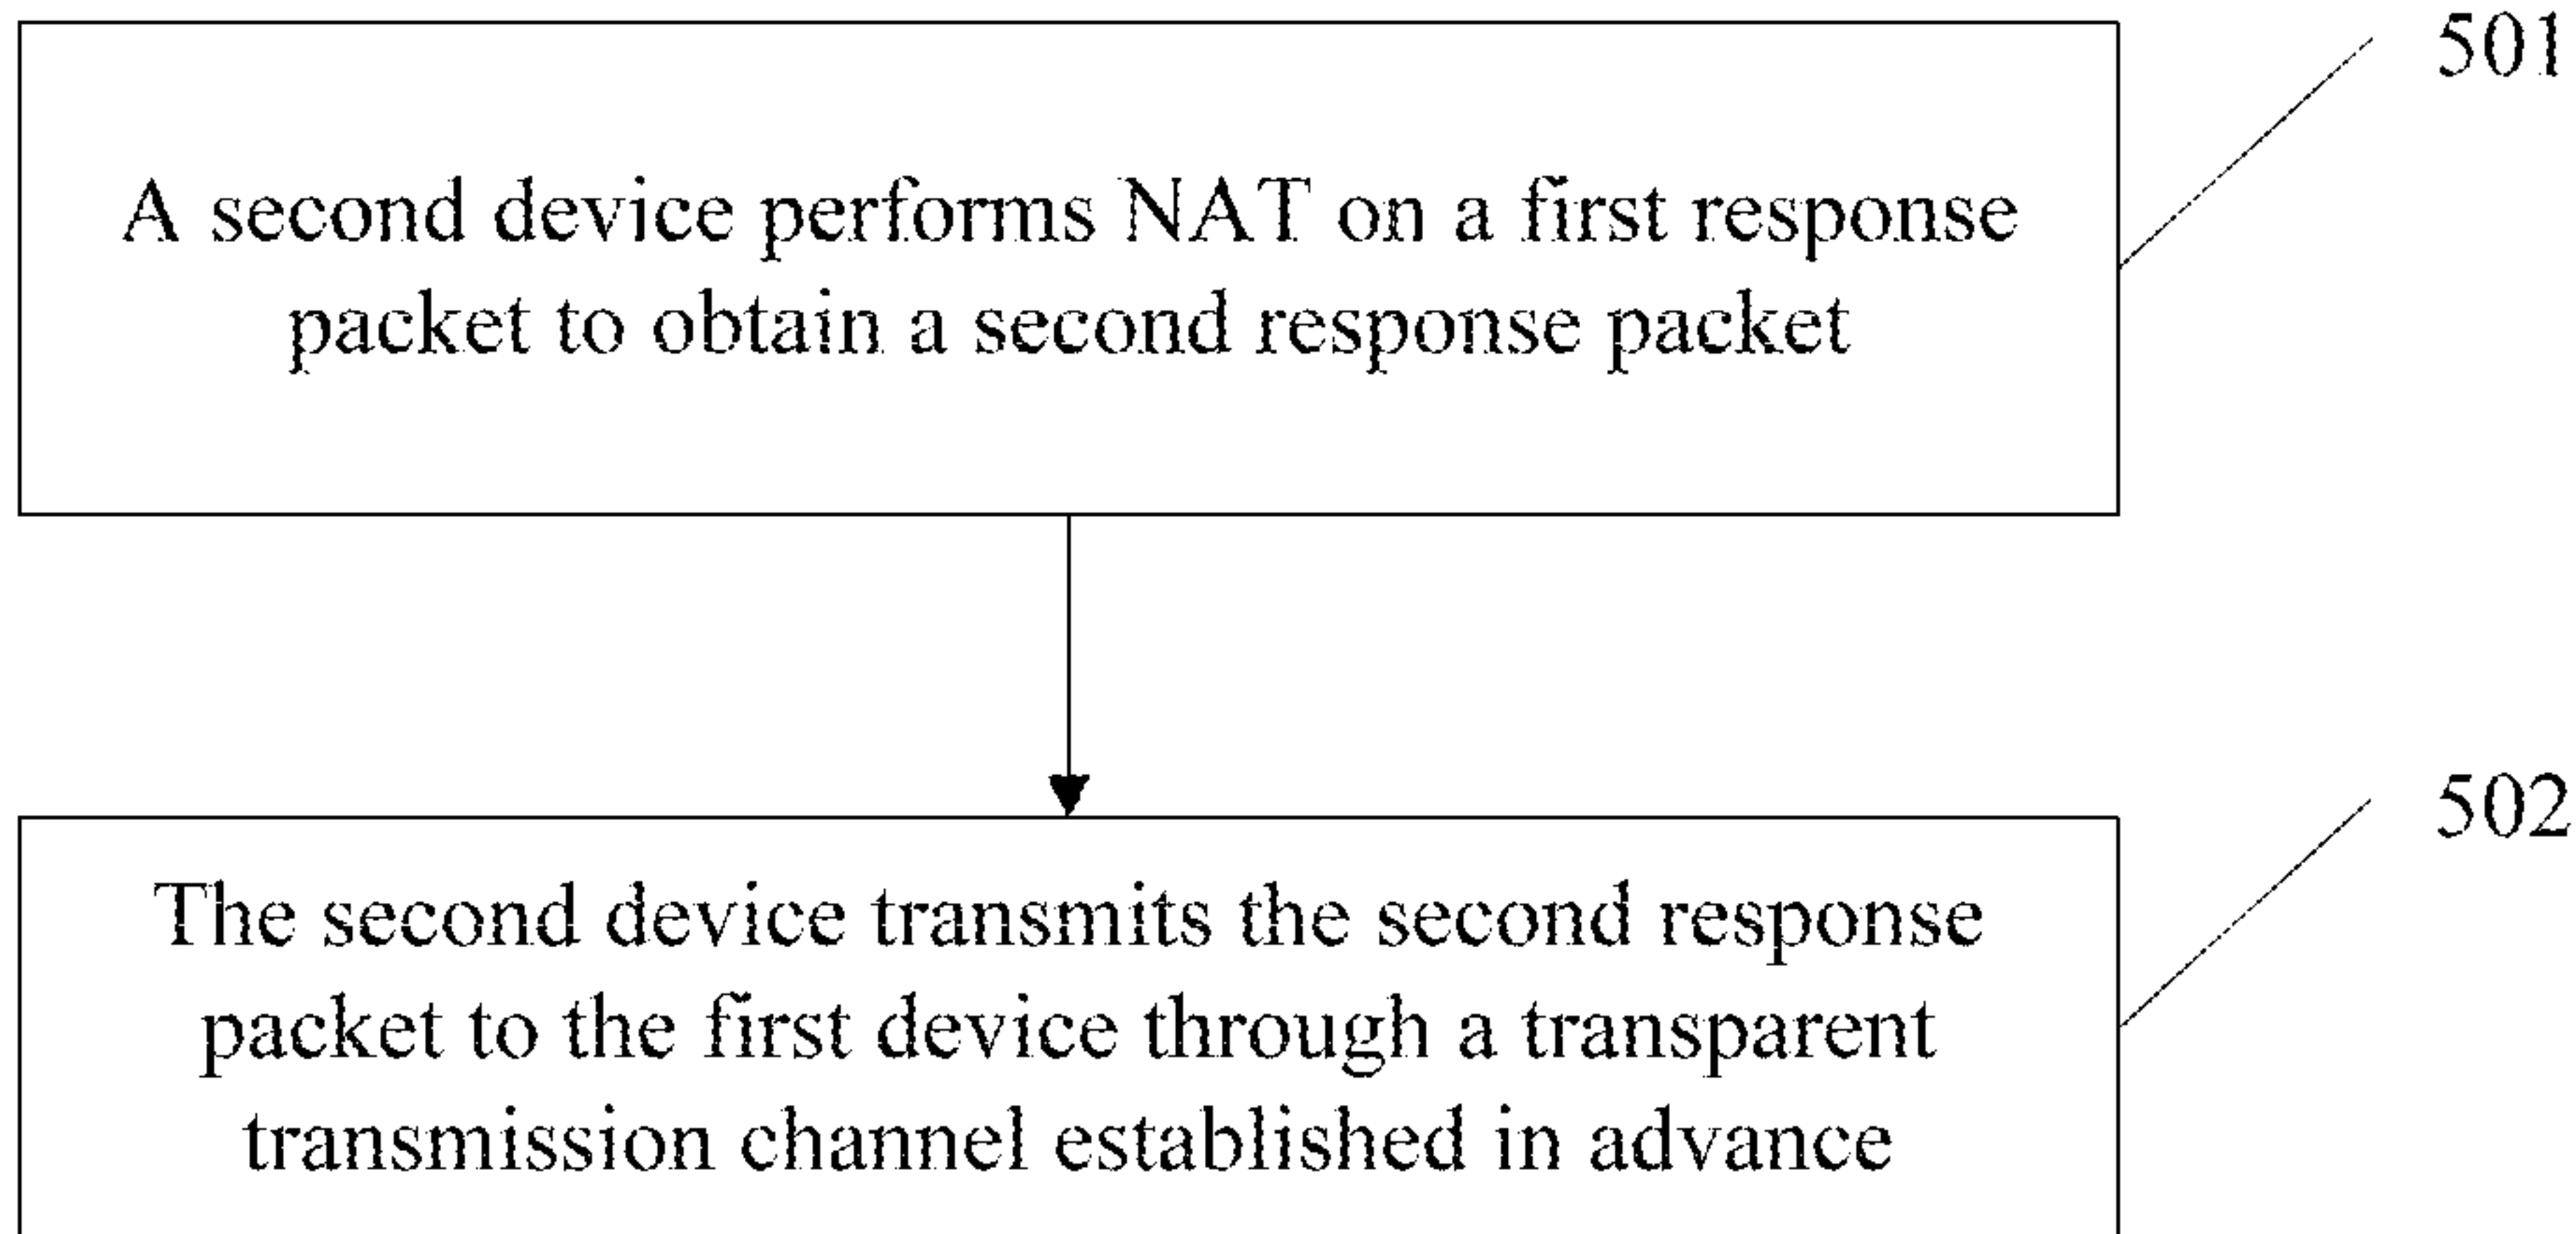 501
A second device performs NAT on a first response
packet to obtain a second response packet
502
The second device transmits the second response
packet to the first device through a transparent
transmission channel established in advance